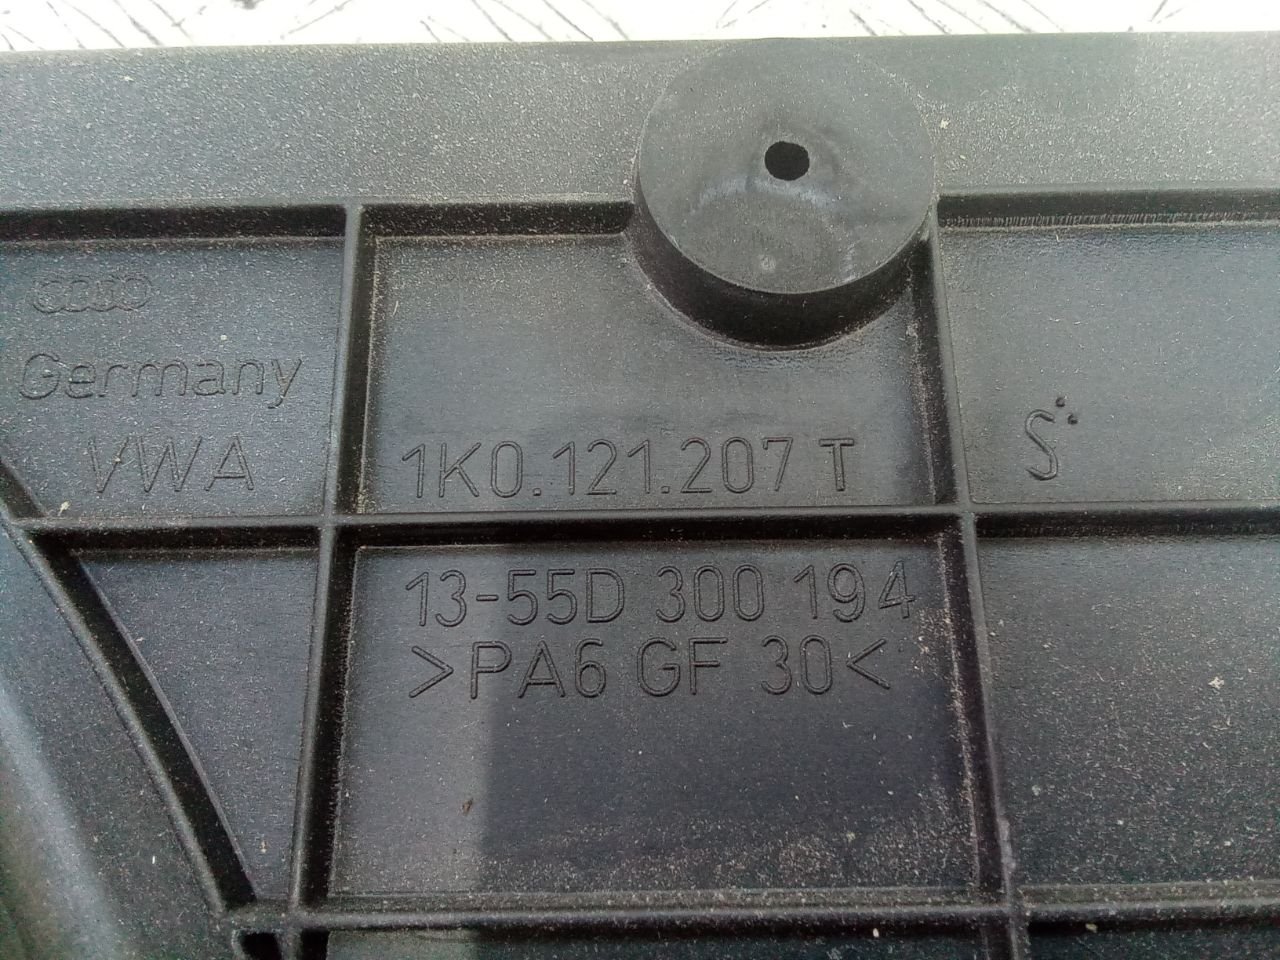 Germany
VWA
1K0.121.207 T
S
13-55D 300 194
>PA6 GF 30<